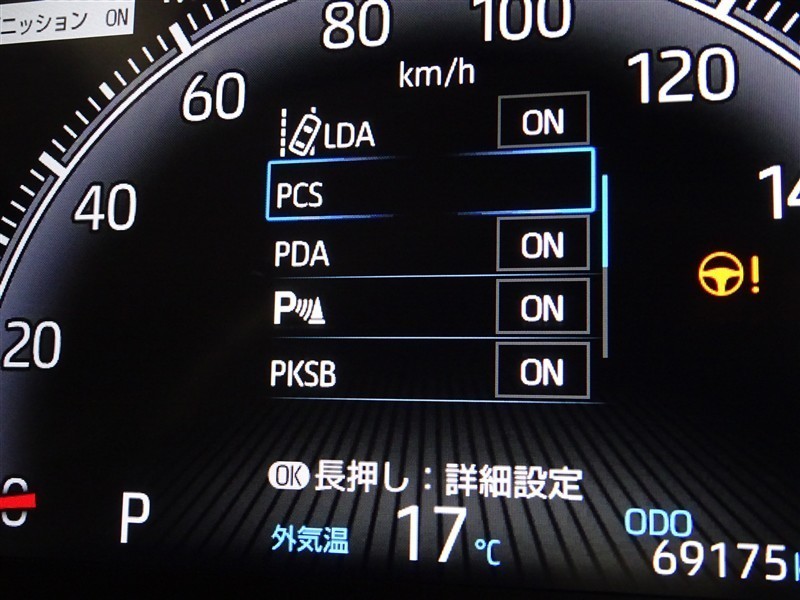 ニッション ON
80
100
km/h
60
120
LDA ON
PCS
40
14
PDA ON
P ON
20
PKSB ON
OK 長押し：詳細設定
P
外気温 17 ℃
ODO
69175